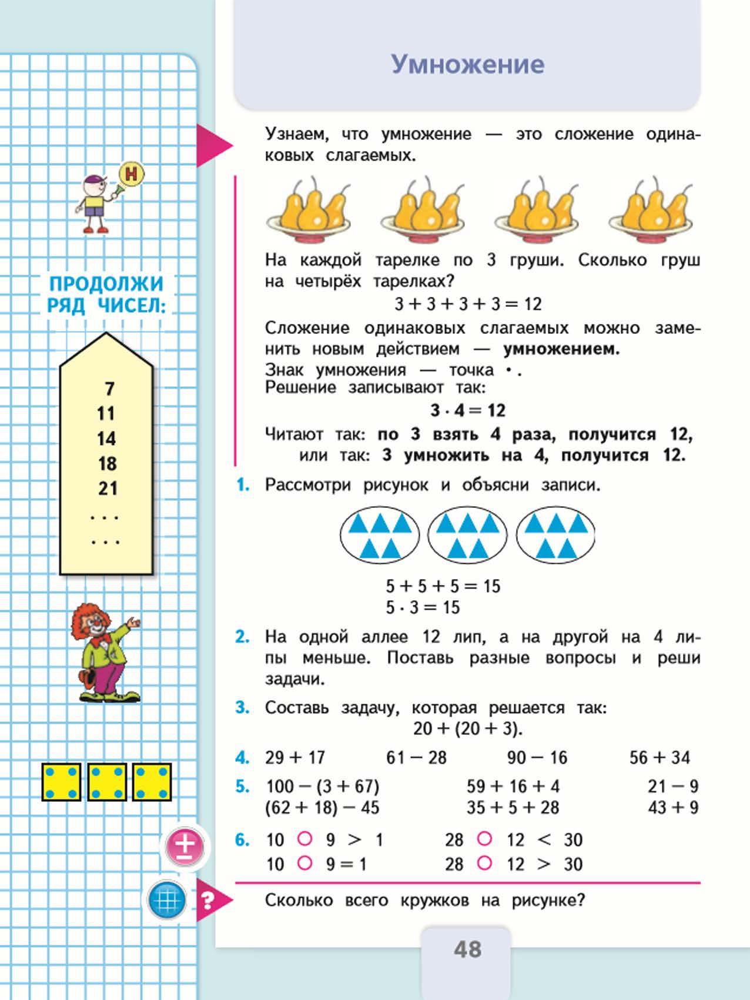 Умножение
Узнаем, что умножение — это сложение одина-
ковых слагаемых.
Н
На каждой тарелке по 3 груши. Сколько груш
на четырёх тарелках?
3 + 3 + 3 + 3 = 12
Сложение одинаковых слагаемых можно заме-
нить новым действием — умножением.
Знак умножения — точка · .
Решение записывают так:
3 · 4 = 12
Читают так: по 3 взять 4 раза, получится 12,
или так: 3 умножить на 4, получится 12.
ПРОДОЛЖИ
РЯД ЧИСЕЛ:
7
11
14
18
21
. . .
. . .
1. Рассмотри рисунок и объясни записи.
5 + 5 + 5 = 15
5 · 3 = 15
2. На одной аллее 12 лип, а на другой на 4 ли-
пы меньше. Поставь разные вопросы и реши
задачи.
3. Составь задачу, которая решается так:
20 + (20 + 3).
4. 29 + 17 61 − 28 90 − 16 56 + 34
5. 100 − (3 + 67) 59 + 16 + 4 21 − 9
(62 + 18) − 45 35 + 5 + 28 43 + 9
6. 10 ○ 9 > 1 28 ○ 12 < 30
10 ○ 9 = 1 28 ○ 12 > 30
±
? Сколько всего кружков на рисунке?
48